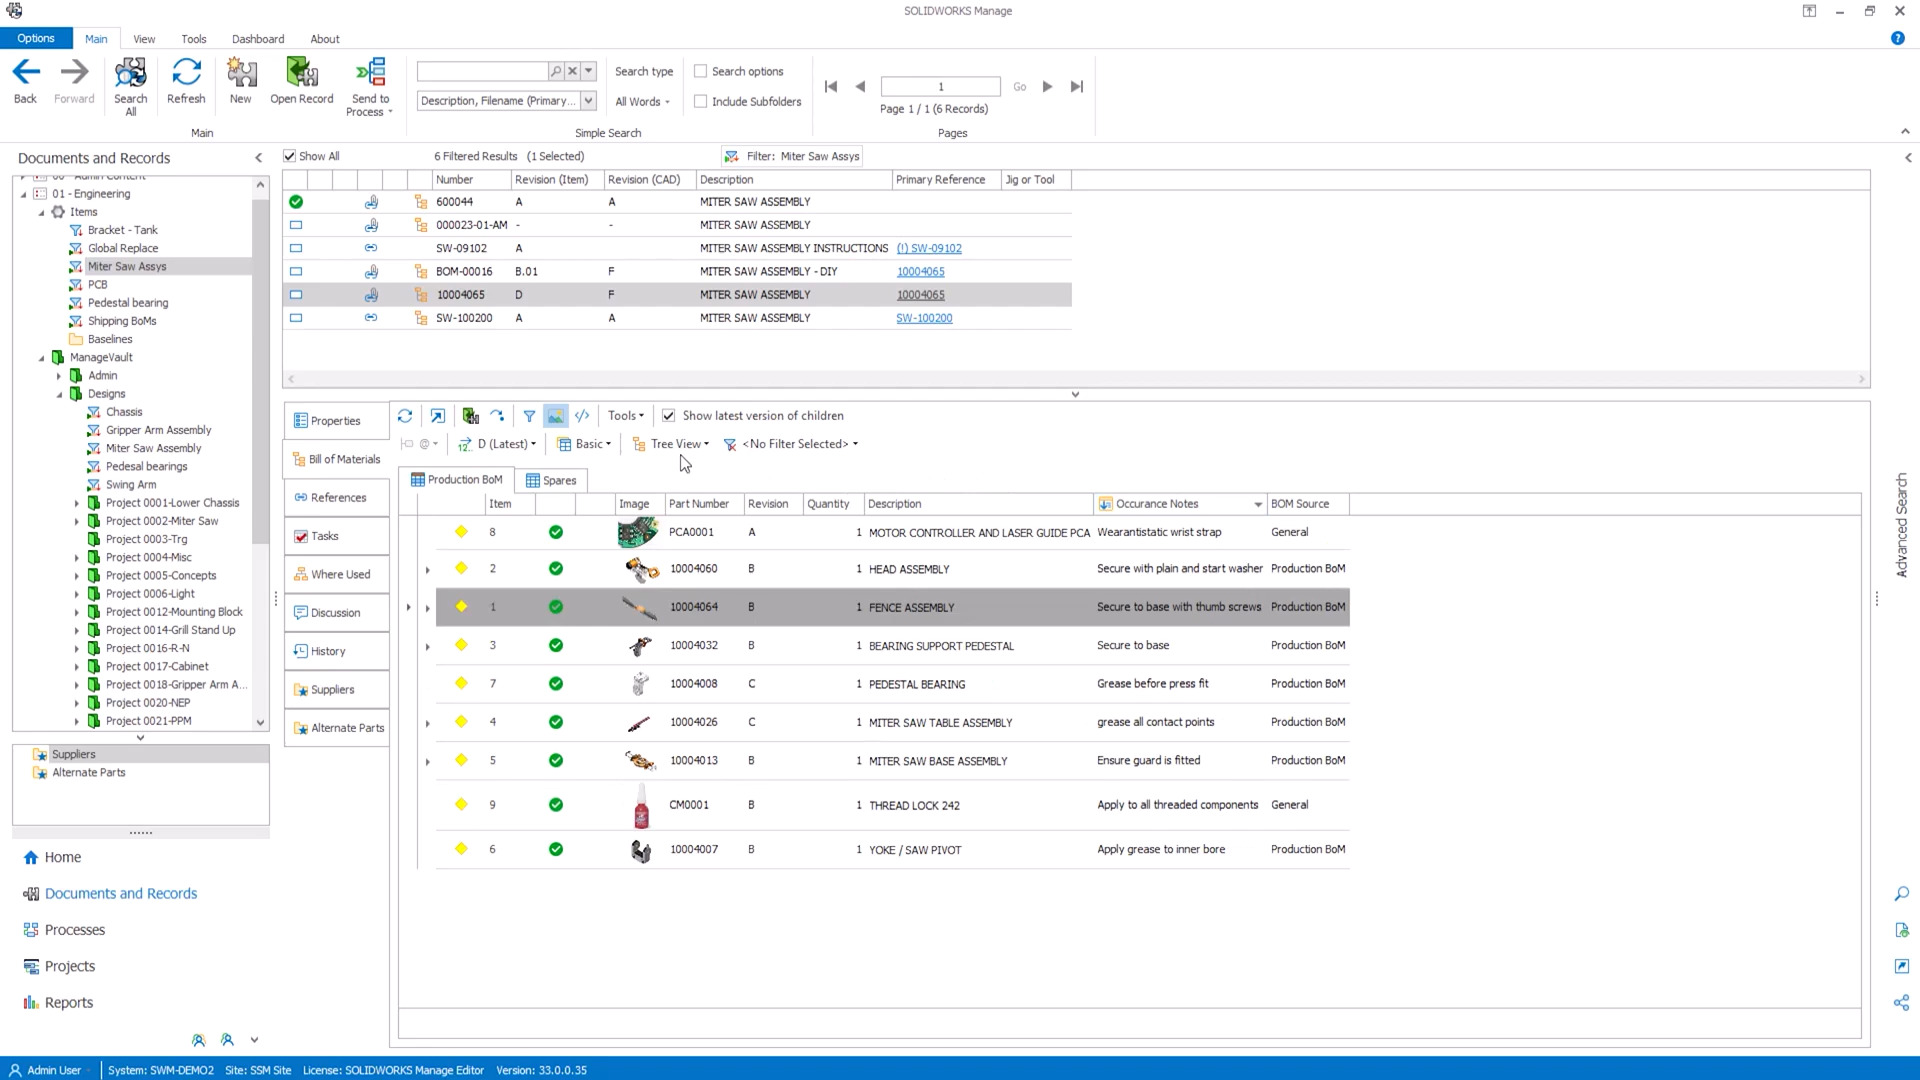 SOLIDWORKS Manage
Options Main View Tools Dashboard About
Back Forward Search All Refresh New Open Record Send to Process
Search type Search options
Description, Filename (Primary... All Words Include Subfolders
1 Go
Page 1 / 1 (6 Records)
Main Simple Search Pages
Documents and Records
00 - Admin Content
01 - Engineering
Items
Bracket - Tank
Global Replace
Miter Saw Assys
PCB
Pedestal bearing
Shipping BoMs
Baselines
ManageVault
Admin
Designs
Chassis
Gripper Arm Assembly
Miter Saw Assembly
Pedesal bearings
Swing Arm
Project 0001-Lower Chassis
Project 0002-Miter Saw
Project 0003-Trg
Project 0004-Misc
Project 0005-Concepts
Project 0006-Light
Project 0012-Mounting Block
Project 0014-Grill Stand Up
Project 0016-R-N
Project 0017-Cabinet
Project 0018-Gripper Arm A...
Project 0020-NEP
Project 0021-PPM
Suppliers
Alternate Parts
Home
Documents and Records
Processes
Projects
Reports
Show All 6 Filtered Results (1 Selected) Filter: Miter Saw Assys
Number Revision (Item) Revision (CAD) Description Primary Reference Jig or Tool
600044 A A MITER SAW ASSEMBLY
000023-01-AM - - MITER SAW ASSEMBLY
SW-09102 A MITER SAW ASSEMBLY INSTRUCTIONS (!) SW-09102
BOM-00016 B.01 F MITER SAW ASSEMBLY - DIY 10004065
10004065 D F MITER SAW ASSEMBLY 10004065
SW-100200 A A MITER SAW ASSEMBLY SW-100200
Properties
Bill of Materials
References
Tasks
Where Used
Discussion
History
Suppliers
Alternate Parts
Tools Show latest version of children
@ 12.. D (Latest) Basic Tree View <No Filter Selected>
Production BoM Spares
Item Image Part Number Revision Quantity Description Occurance Notes BOM Source
8 PCA0001 A 1 MOTOR CONTROLLER AND LASER GUIDE PCA Wearantistatic wrist strap General
2 10004060 B 1 HEAD ASSEMBLY Secure with plain and start washer Production BoM
1 10004064 B 1 FENCE ASSEMBLY Secure to base with thumb screws Production BoM
3 10004032 B 1 BEARING SUPPORT PEDESTAL Secure to base Production BoM
7 10004008 C 1 PEDESTAL BEARING Grease before press fit Production BoM
4 10004026 C 1 MITER SAW TABLE ASSEMBLY grease all contact points Production BoM
5 10004013 B 1 MITER SAW BASE ASSEMBLY Ensure guard is fitted Production BoM
9 CM0001 B 1 THREAD LOCK 242 Apply to all threaded components General
6 10004007 B 1 YOKE / SAW PIVOT Apply grease to inner bore Production BoM
Advanced Search
Admin User System: SWM-DEMO2 Site: SSM Site License: SOLIDWORKS Manage Editor Version: 33.0.0.35